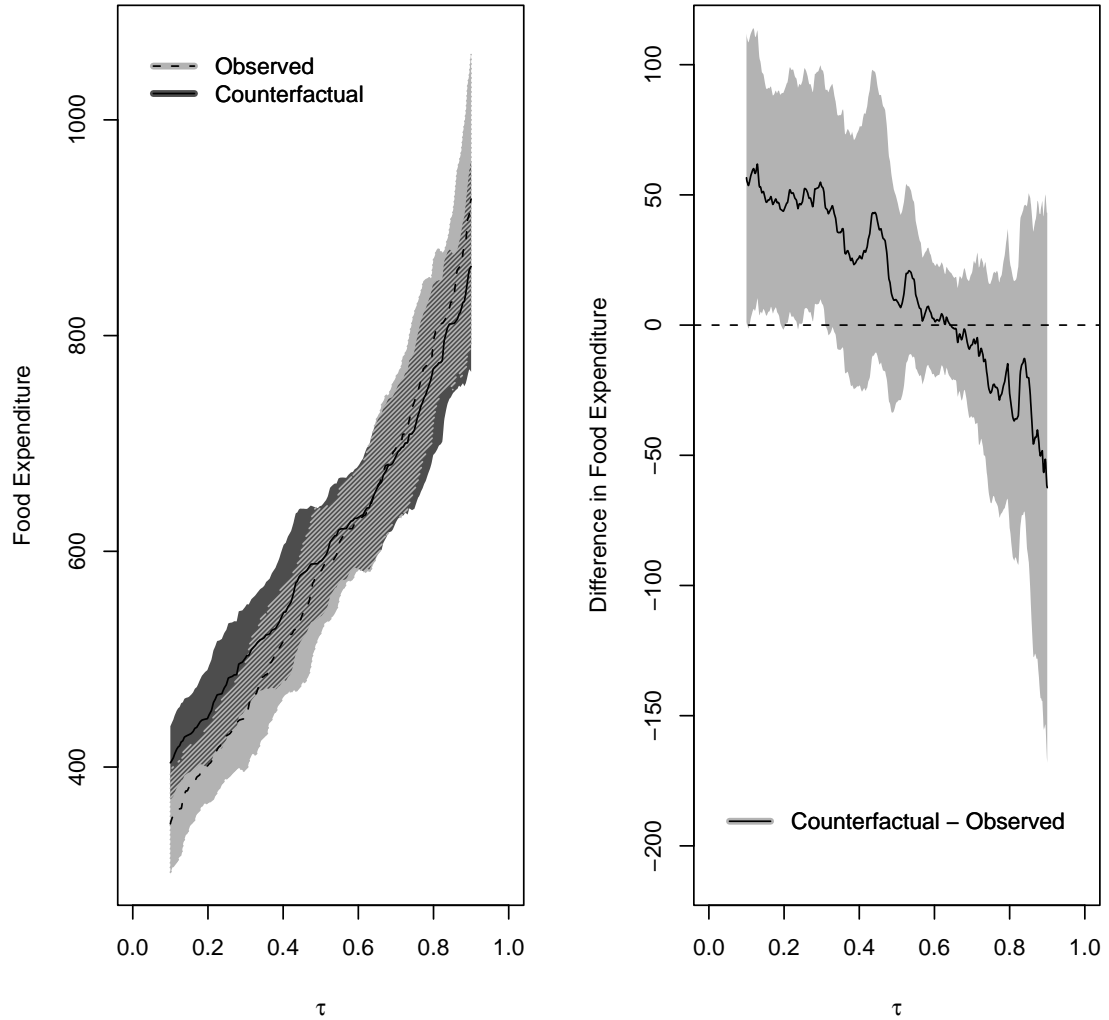 Food Expenditure
400
600
800
1000
Observed
Counterfactual
0.0 0.2 0.4 0.6 0.8 1.0
τ
Difference in Food Expenditure
−200
−150
−100
−50
0
50
100
Counterfactual − Observed
0.0 0.2 0.4 0.6 0.8 1.0
τ